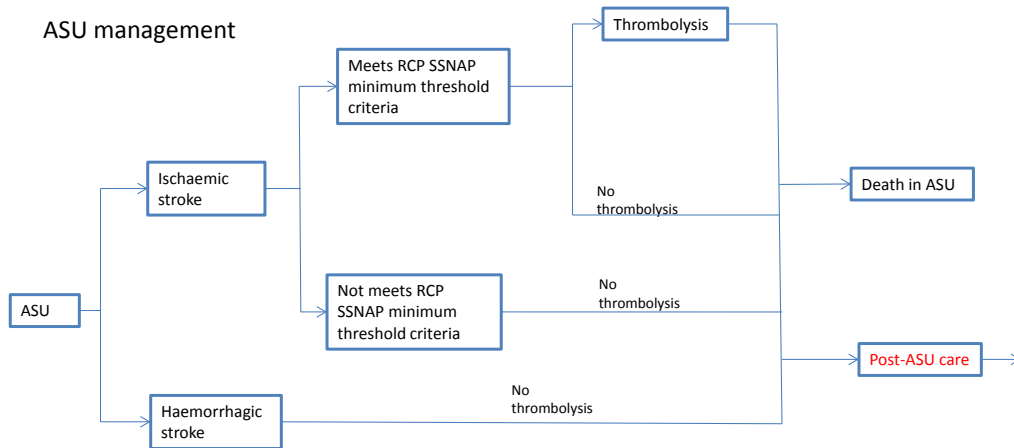 ASU management
Thrombolysis
Meets RCP SSNAP
minimum threshold
criteria
Ischaemic
stroke
No
thrombolysis
Death in ASU
Not meets RCP
SSNAP minimum
threshold criteria
No
thrombolysis
ASU
Post-ASU care
Haemorrhagic
stroke
No
thrombolysis